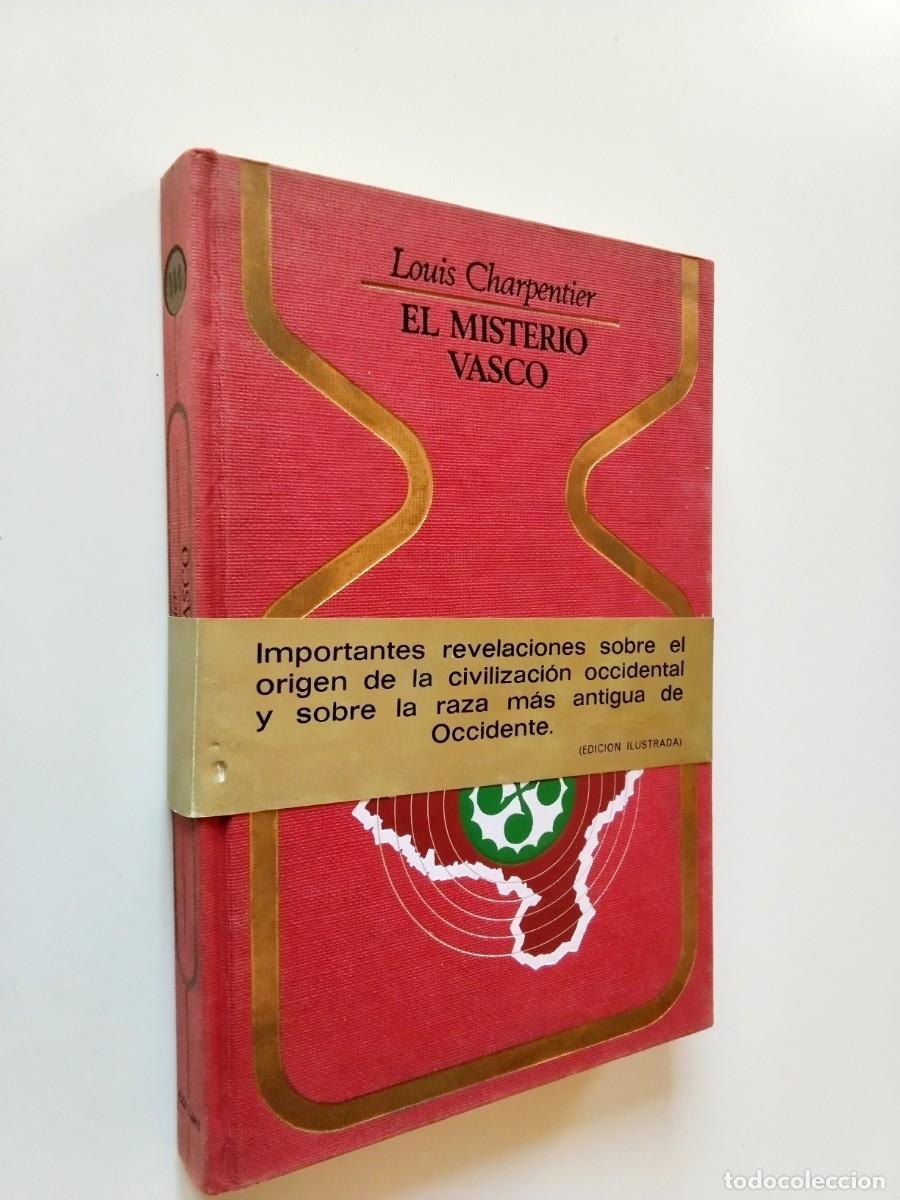 Louis Charpentier
EL MISTERIO
VASCO
Importantes revelaciones sobre el
origen de la civilización occidental
y sobre la raza más antigua de
Occidente.
(EDICION ILUSTRADA)
todocoleccion